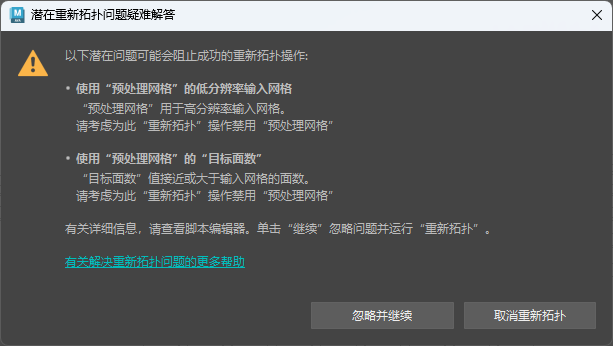 潜在重新拓扑问题疑难解答
以下潜在问题可能会阻止成功的重新拓扑操作:
• 使用“预处理网格”的低分辨率输入网格
“预处理网格”用于高分辨率输入网格。
请考虑为此“重新拓扑”操作禁用“预处理网格”
• 使用“预处理网格”的“目标面数”
“目标面数”值接近或大于输入网格的面数。
请考虑为此“重新拓扑”操作禁用“预处理网格”
有关详细信息，请查看脚本编辑器。单击“继续”忽略问题并运行“重新拓扑”。
有关解决重新拓扑问题的更多帮助
忽略并继续
取消重新拓扑